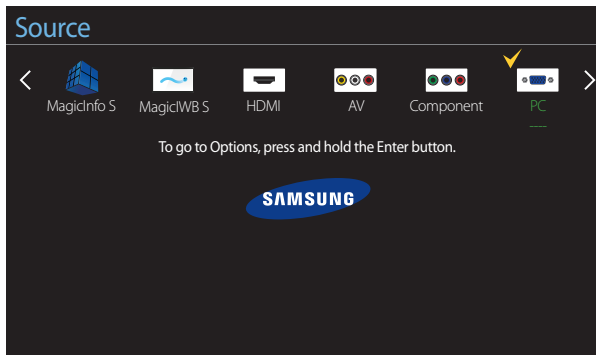 Source
MagicInfo S
MagicIWB S
HDMI
AV
Component
PC
----
To go to Options, press and hold the Enter button.
SAMSUNG